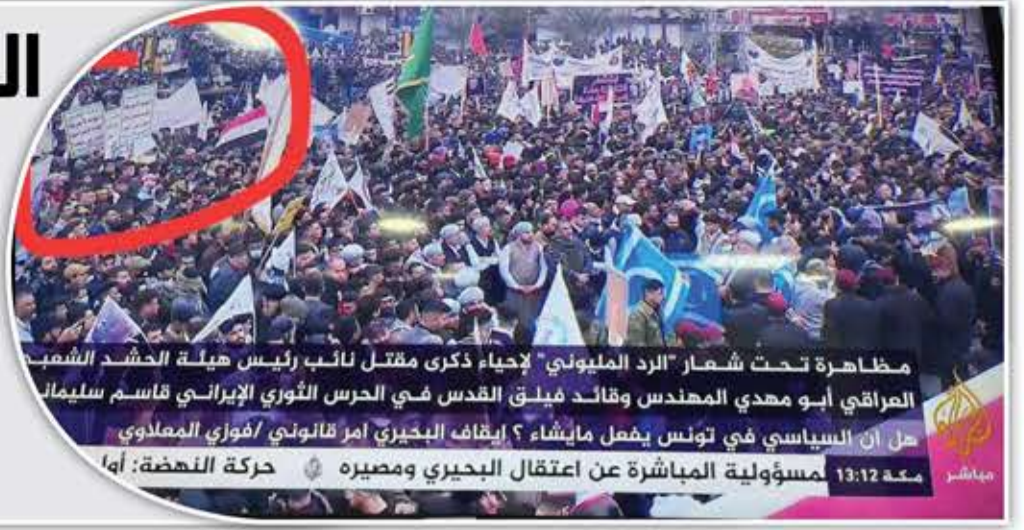 ال
مظاهرة تحت شعار "الرد المليوني" لإحياء ذكرى مقتل نائب رئيس هيئة الحشد الشعبي
العراقي أبو مهدي المهندس وقائد فيلق القدس في الحرس الثوري الإيراني قاسم سليماني
هل أن السياسي في تونس يفعل مايشاء ؟ إيقاف البحيري امر قانوني /فوزي المعلاوي
مكة 13:12 لمسؤولية المباشرة عن اعتقال البحيري ومصيره حركة النهضة: أول
مباشر